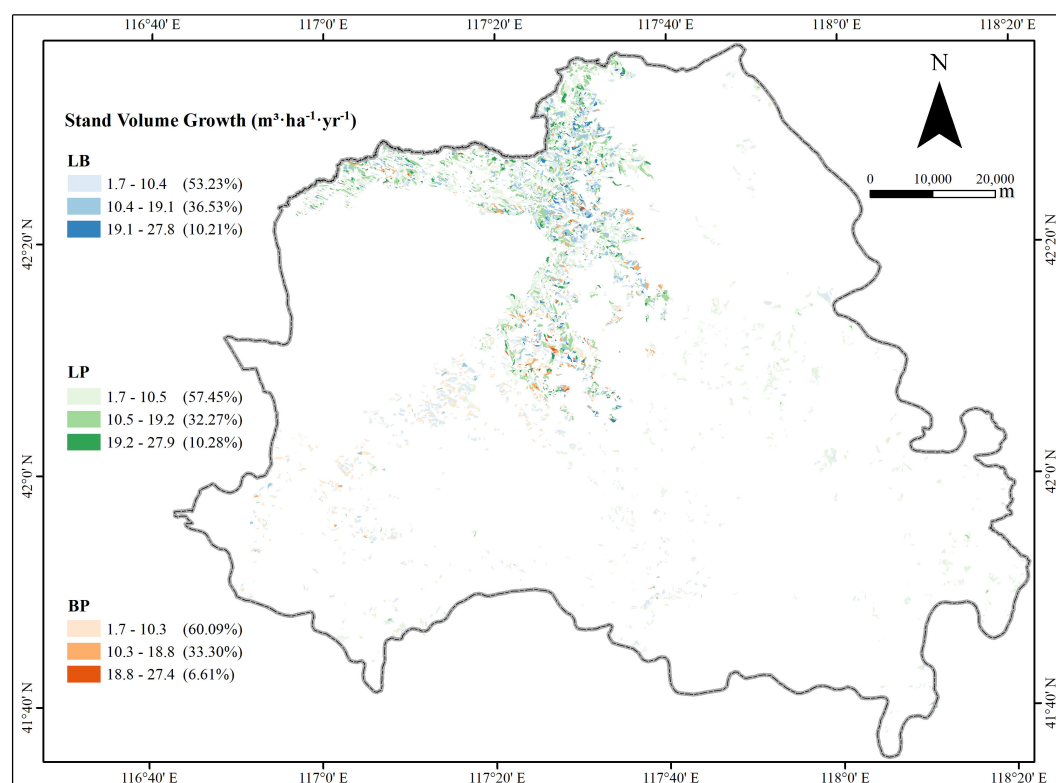 116°40' E 117°0' E 117°20' E 117°40' E 118°0' E 118°20' E
N
Stand Volume Growth (m³·ha⁻¹·yr⁻¹)
LB
1.7 - 10.4 (53.23%)
10.4 - 19.1 (36.53%)
19.1 - 27.8 (10.21%)
0 10,000 20,000
m
42°20' N 42°20' N
LP
1.7 - 10.5 (57.45%)
10.5 - 19.2 (32.27%)
19.2 - 27.9 (10.28%)
42°0' N 42°0' N
BP
1.7 - 10.3 (60.09%)
10.3 - 18.8 (33.30%)
18.8 - 27.4 (6.61%)
41°40' N 41°40' N
116°40' E 117°0' E 117°20' E 117°40' E 118°0' E 118°20' E